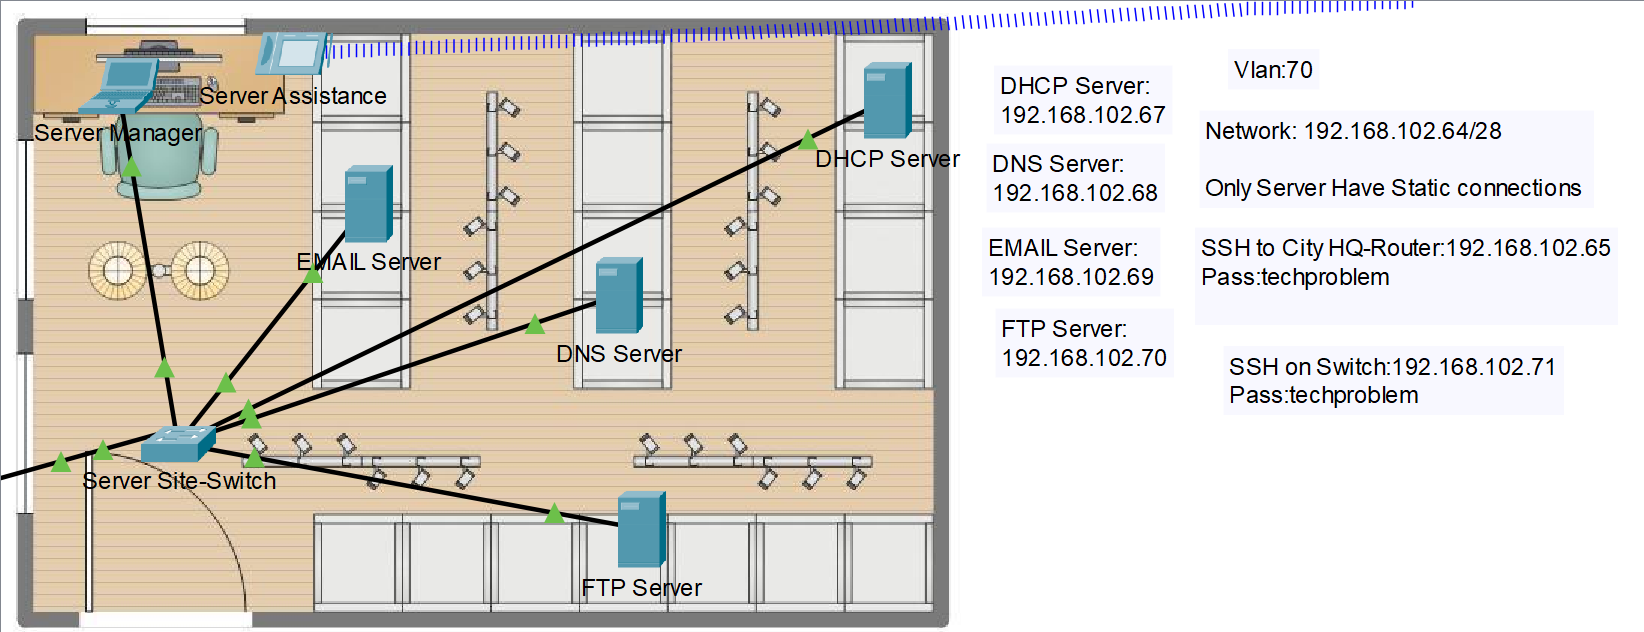 Server Assistance
Server Manager
EMAIL Server
DHCP Server
DNS Server
Server Site-Switch
FTP Server
DHCP Server:
192.168.102.67
DNS Server:
192.168.102.68
EMAIL Server:
192.168.102.69
FTP Server:
192.168.102.70
Vlan:70
Network: 192.168.102.64/28
Only Server Have Static connections
SSH to City HQ-Router:192.168.102.65
Pass:techproblem
SSH on Switch:192.168.102.71
Pass:techproblem